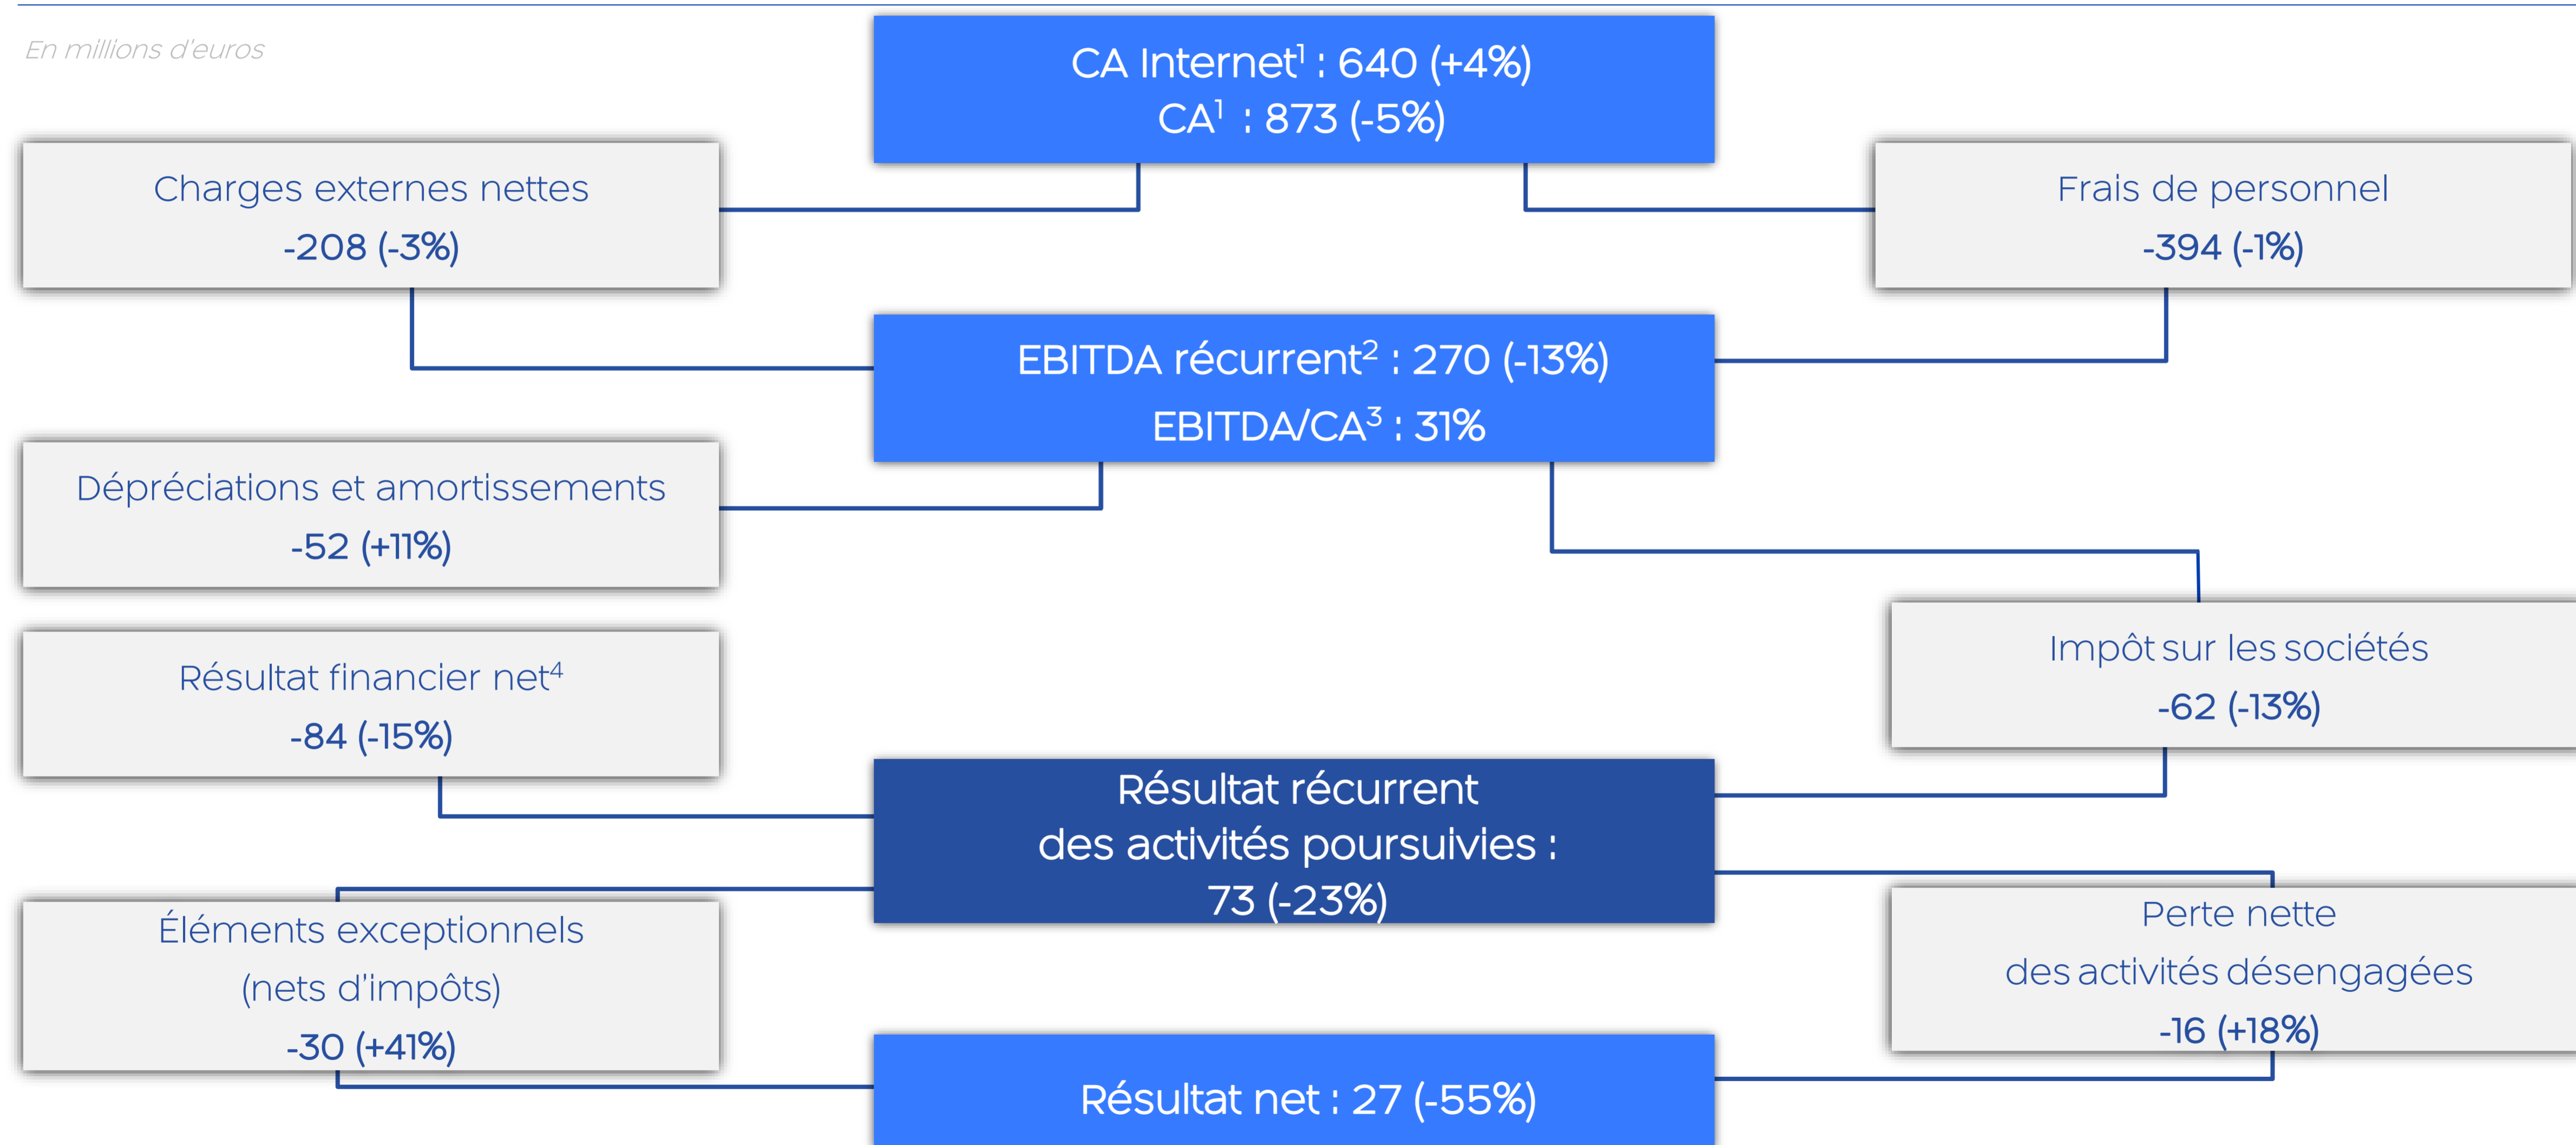 En millions d'euros
CA Internet¹ : 640 (+4%)
CA¹ : 873 (-5%)
Charges externes nettes
-208 (-3%)
Frais de personnel
-394 (-1%)
EBITDA récurrent² : 270 (-13%)
EBITDA/CA³ : 31%
Dépréciations et amortissements
-52 (+11%)
Résultat financier net⁴
-84 (-15%)
Impôt sur les sociétés
-62 (-13%)
Résultat récurrent
des activités poursuivies :
73 (-23%)
Éléments exceptionnels
(nets d'impôts)
-30 (+41%)
Perte nette
des activités désengagées
-16 (+18%)
Résultat net : 27 (-55%)